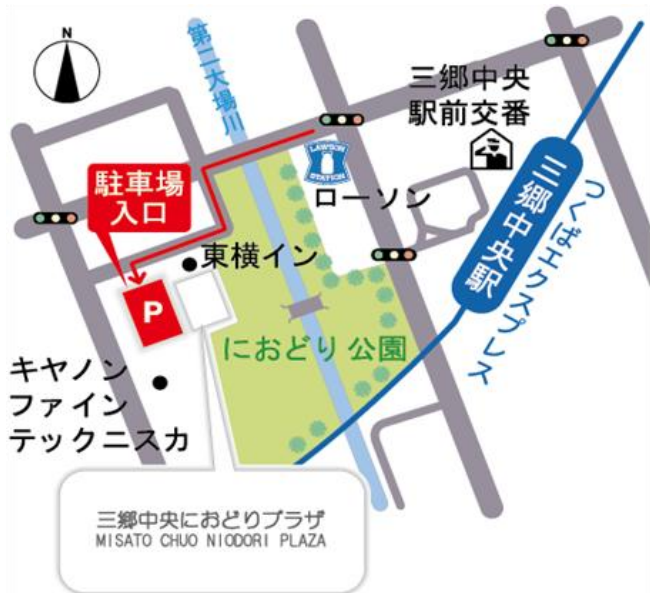 N
第二大場川
三郷中央
駅前交番
LAWSON
STATION
ローソン
駐車場
入口
三郷中央駅
つくばエクスプレス
東横イン
P
におどり公園
キヤノン
ファイン
テックニスカ
三郷中央におどりプラザ
MISATO CHUO NIODORI PLAZA